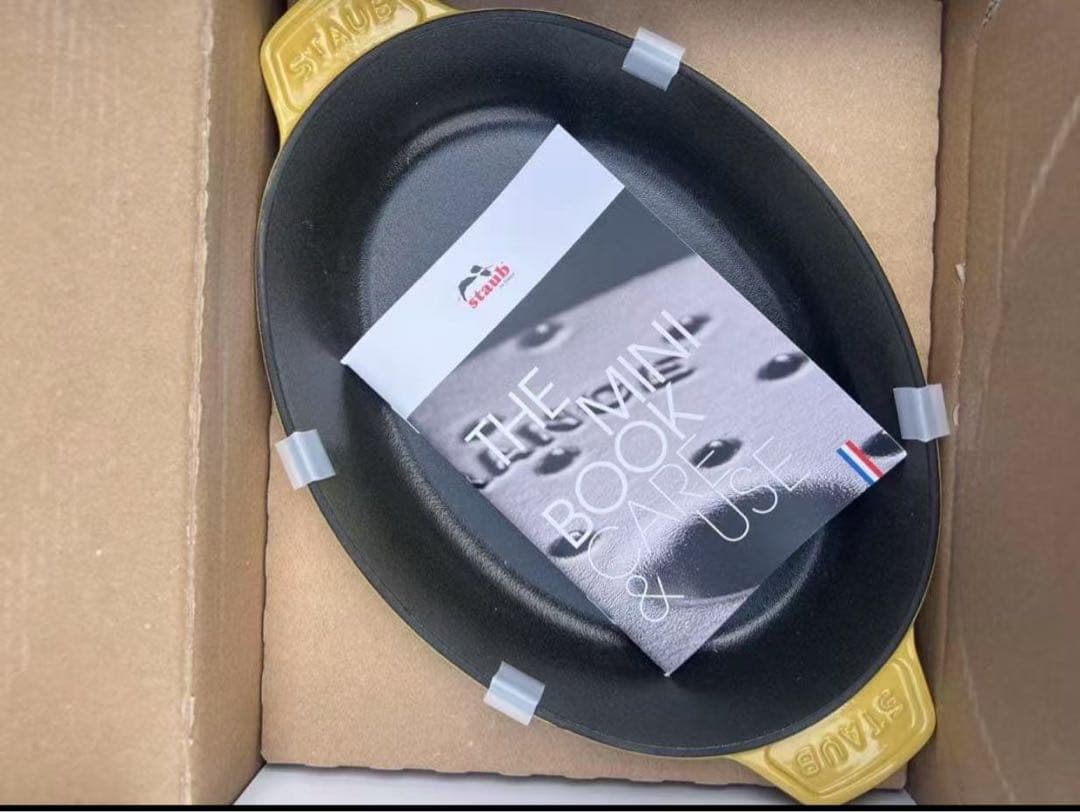 STAUB
staub
THE
MINI
BOOK
CARE
& USE
STAUB